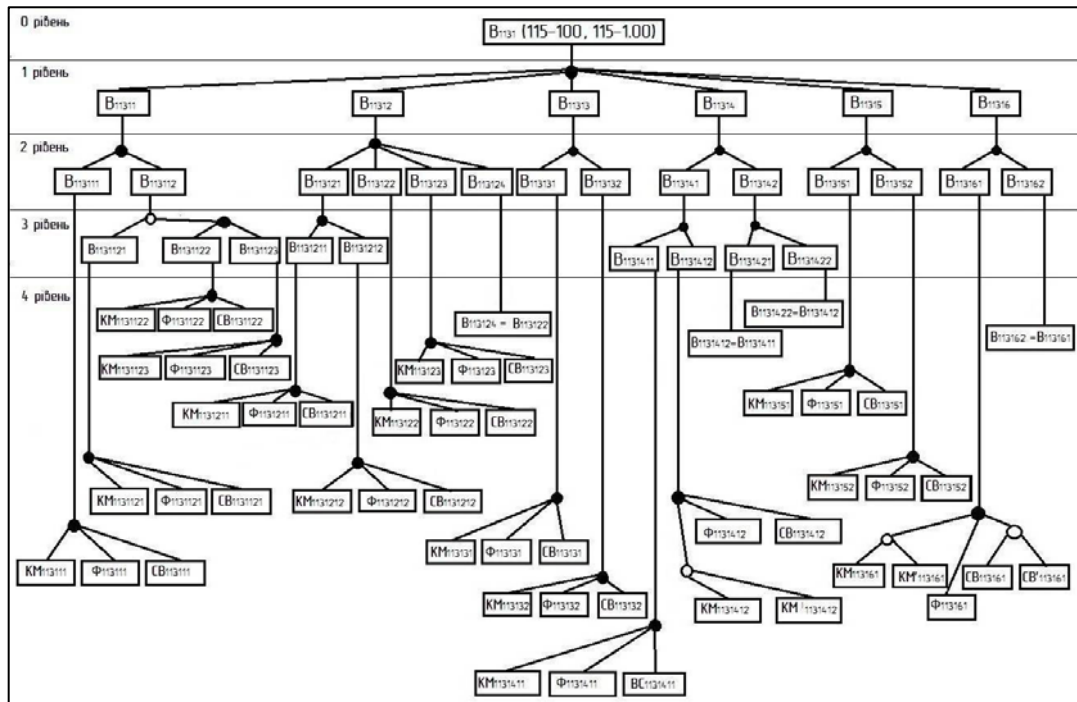 0 рівень
В1131 (115-100, 115-1.00)
1 рівень
В11311 В11312 В11313 В11314 В11315 В11316
2 рівень
В113111 В113112 В113121 В113122 В113123 В113124 В113131 В113132 В113141 В113142 В113151 В113152 В113161 В113162
3 рівень
В1131121 В1131122 В1131123 В1131211 В1131212 В1131411 В1131412 В1131421 В1131422
4 рівень
КМ1131122 Ф1131122 СВ1131122 В113124 = В113122 В1131422=В1131412
В1131412=В1131411 В113162 =В113161
КМ1131123 Ф1131123 СВ1131123 КМ113123 Ф113123 СВ113123
КМ1131211 Ф1131211 СВ1131211 КМ113122 Ф113122 СВ113122 КМ113151 Ф113151 СВ113151
КМ1131121 Ф1131121 СВ1131121 КМ1131212 Ф1131212 СВ1131212 КМ113152 Ф113152 СВ113152
КМ113131 Ф113131 СВ113131 Ф1131412 СВ1131412
КМ113111 Ф113111 СВ113111 КМ113161 КМ'113161 СВ113161 СВ'113161
КМ113132 Ф113132 СВ113132 КМ1131412 КМ'1131412 Ф113161
КМ1131411 Ф1131411 ВС1131411